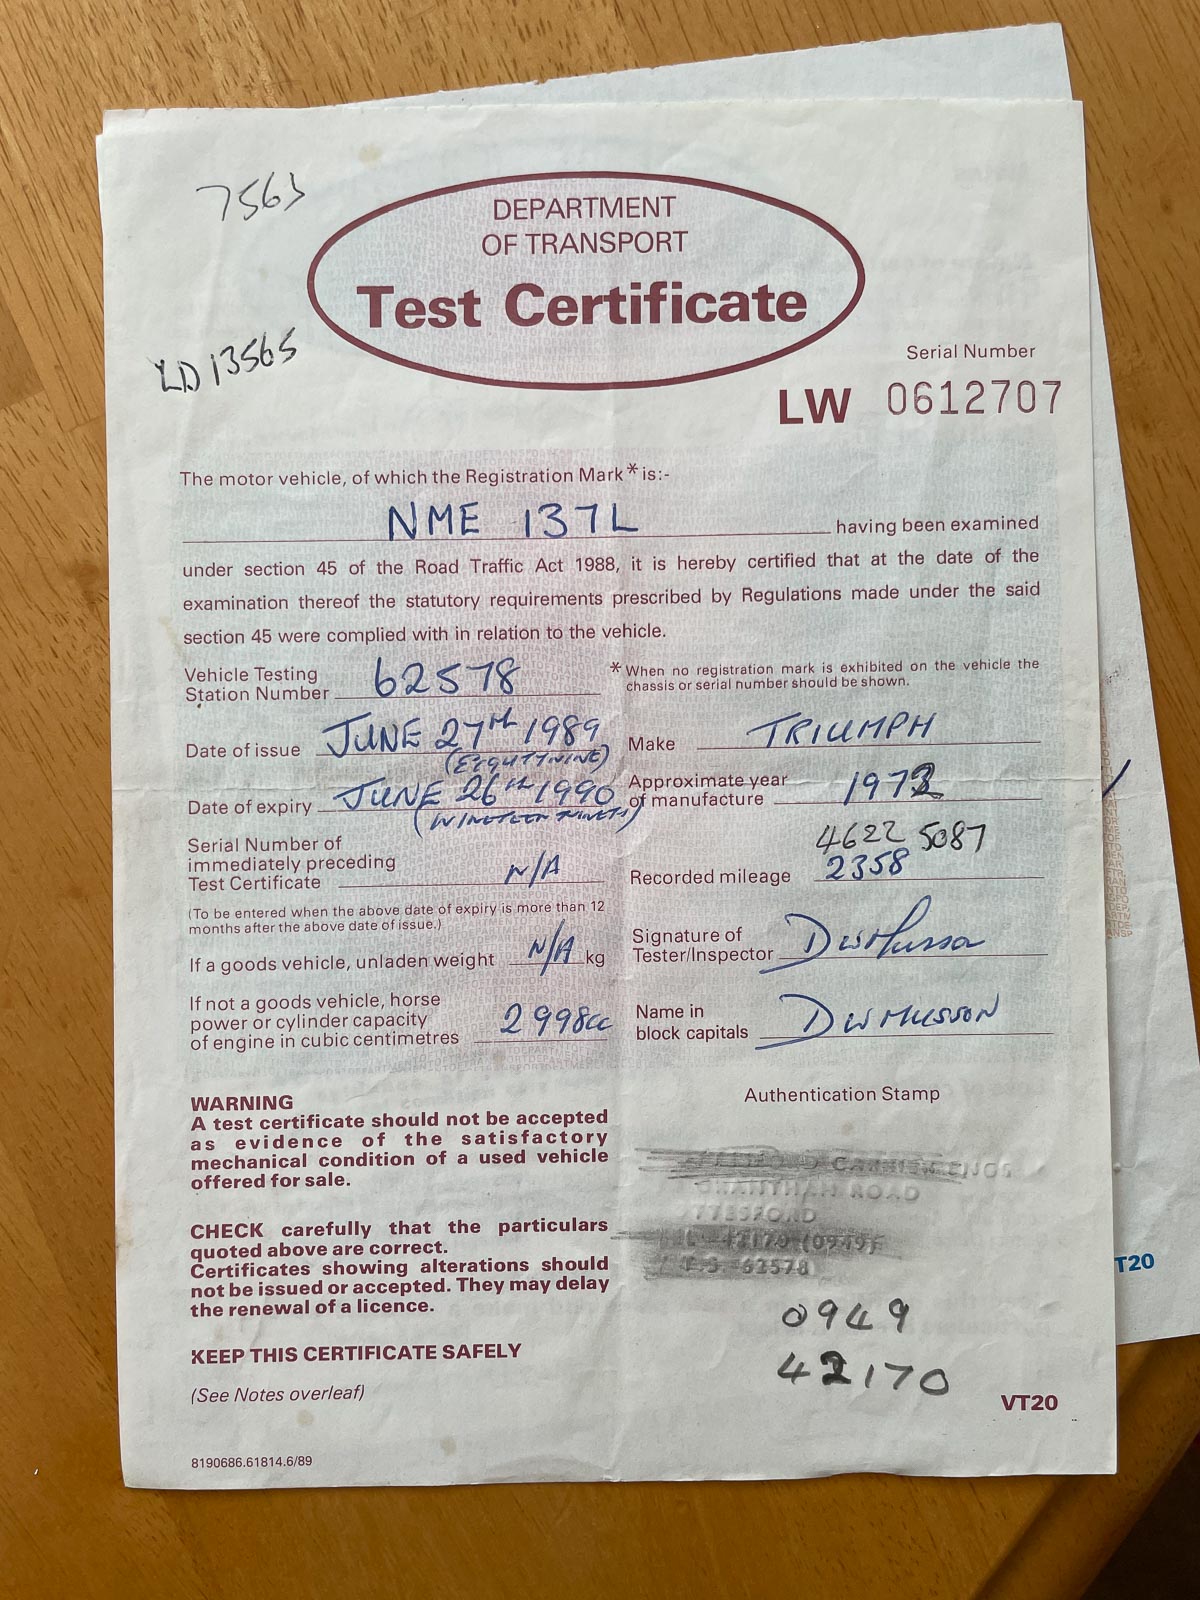 7563
DEPARTMENT
OF TRANSPORT
Test Certificate
LD 13565
Serial Number
LW 0612707
The motor vehicle, of which the Registration Mark * is:-
NME 137L having been examined
under section 45 of the Road Traffic Act 1988, it is hereby certified that at the date of the
examination thereof the statutory requirements prescribed by Regulations made under the said
section 45 were complied with in relation to the vehicle.
Vehicle Testing
Station Number 62578
* When no registration mark is exhibited on the vehicle the
chassis or serial number should be shown.
Date of issue JUNE 27TH 1989
(EIGHTYNINE)
Make TRIUMPH
Date of expiry JUNE 26th 1990
(NINETEEN NINETY)
Approximate year
of manufacture 1973
Serial Number of
immediately preceding
Test Certificate N/A
4622 5087
Recorded mileage 2358
(To be entered when the above date of expiry is more than 12
months after the above date of issue.)
Signature of
Tester/Inspector DWMusson
If a goods vehicle, unladen weight N/A kg
If not a goods vehicle, horse
power or cylinder capacity
of engine in cubic centimetres 2998cc
Name in
block capitals DWMUSSON
WARNING
A test certificate should not be accepted
as evidence of the satisfactory
mechanical condition of a used vehicle
offered for sale.
CHECK carefully that the particulars
quoted above are correct.
Certificates showing alterations should
not be issued or accepted. They may delay
the renewal of a licence.
KEEP THIS CERTIFICATE SAFELY
(See Notes overleaf)
8190686.61814.6/89
Authentication Stamp
ROAD
42170 (0949)
62578
0949
42170
VT20
T20